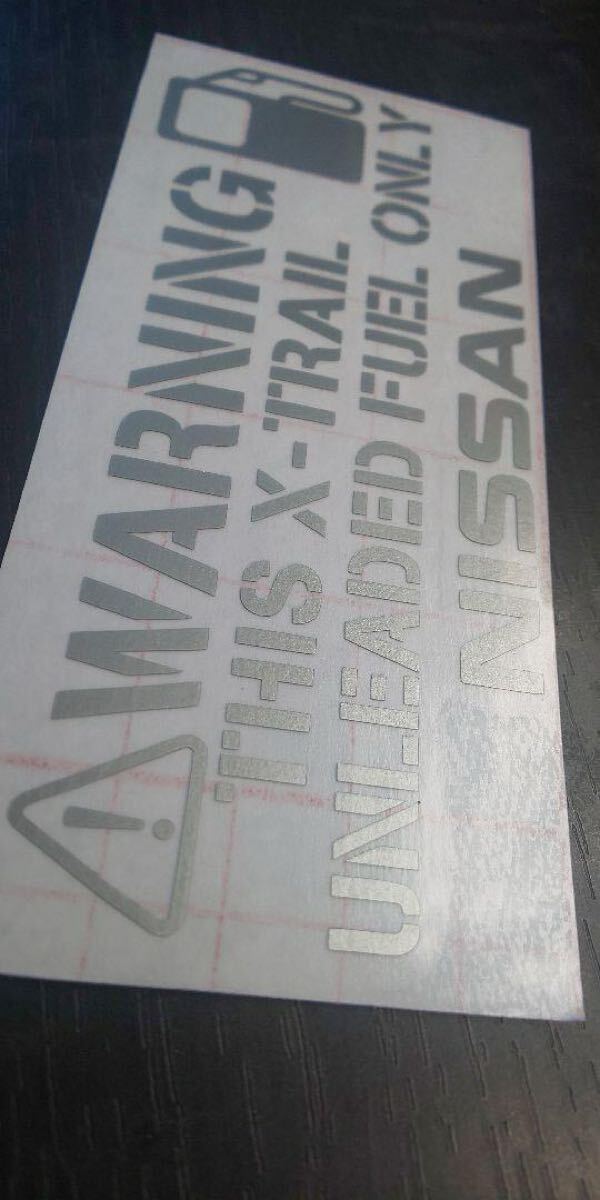 WARNING
THIS X-TRAIL
UNLEADED FUEL ONLY
NISSAN